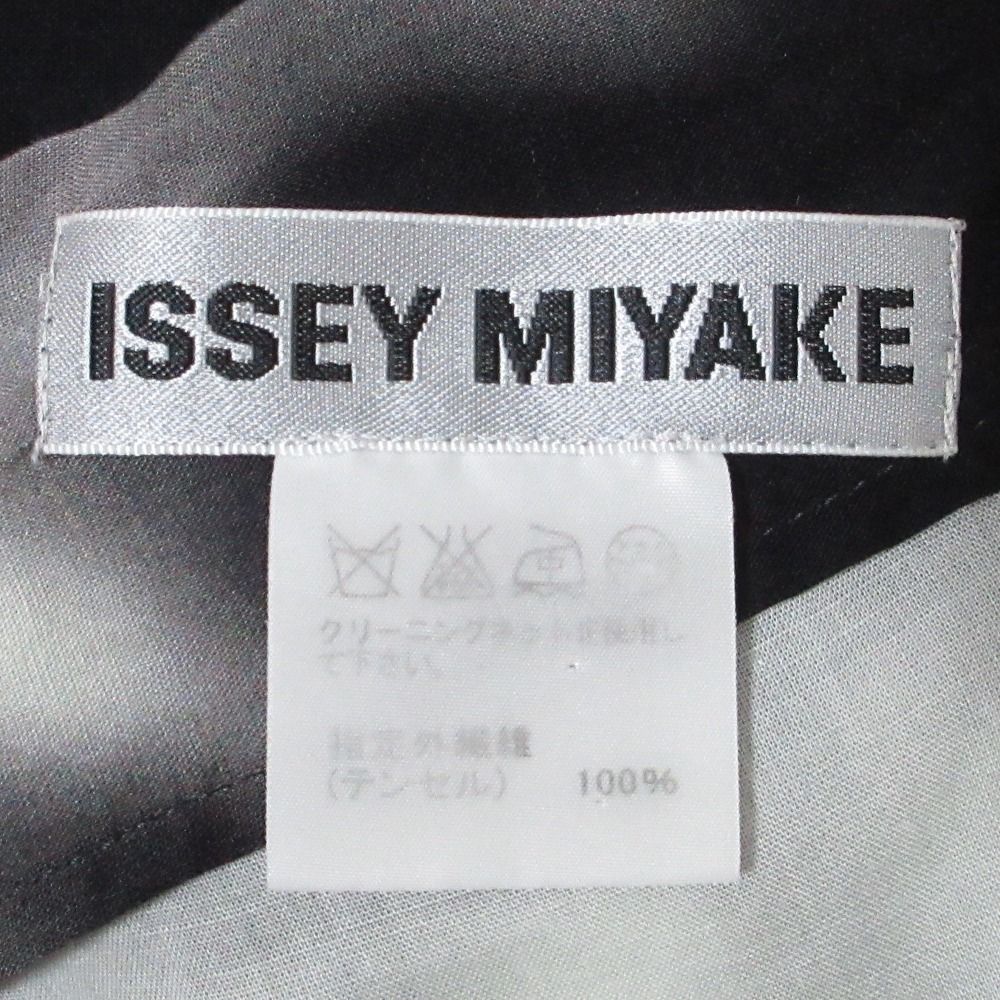 ISSEY MIYAKE
クリーニングネットを使用し
て下さい。
指定外繊維
(テンセル) 100%